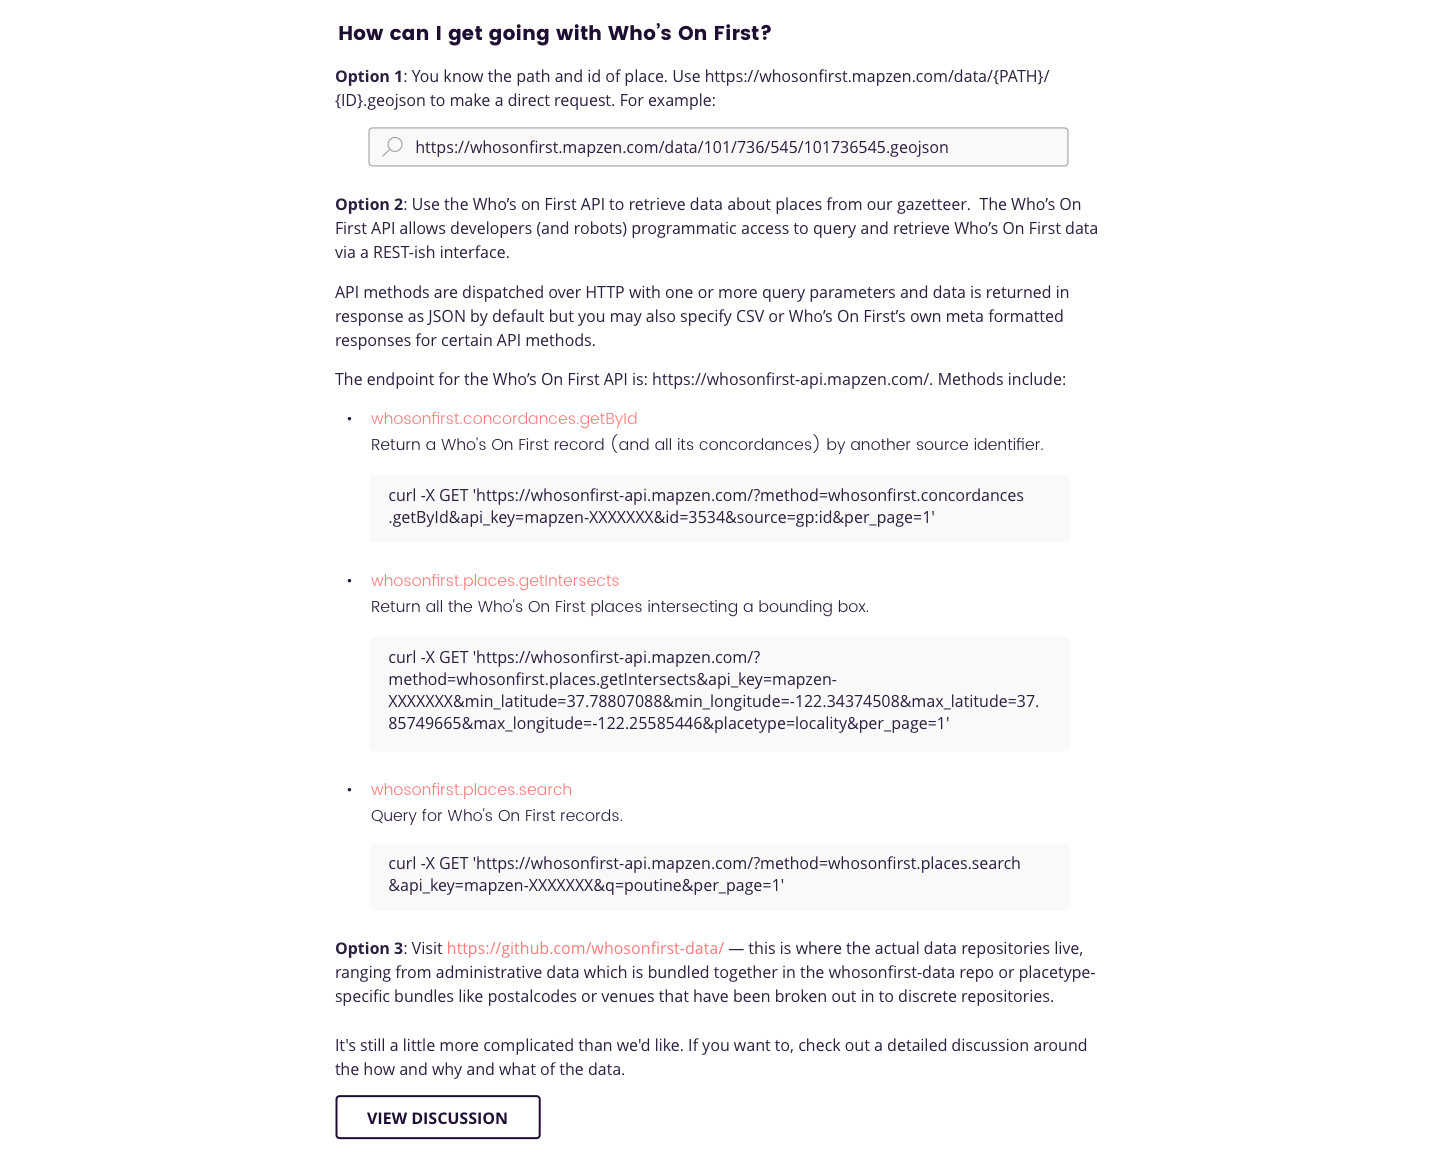 How can I get going with Who's On First?
Option 1: You know the path and id of place. Use https://whosonfirst.mapzen.com/data/{PATH}/
{ID}.geojson to make a direct request. For example:
https://whosonfirst.mapzen.com/data/101/736/545/101736545.geojson
Option 2: Use the Who’s on First API to retrieve data about places from our gazetteer.  The Who’s On
First API allows developers (and robots) programmatic access to query and retrieve Who’s On First data
via a REST-ish interface.
API methods are dispatched over HTTP with one or more query parameters and data is returned in
response as JSON by default but you may also specify CSV or Who’s On First’s own meta formatted
responses for certain API methods.
The endpoint for the Who’s On First API is: https://whosonfirst-api.mapzen.com/. Methods include:
• whosonfirst.concordances.getById
Return a Who's On First record (and all its concordances) by another source identifier.
curl -X GET 'https://whosonfirst-api.mapzen.com/?method=whosonfirst.concordances
.getById&api_key=mapzen-XXXXXXX&id=3534&source=gp:id&per_page=1'
• whosonfirst.places.getIntersects
Return all the Who's On First places intersecting a bounding box.
curl -X GET 'https://whosonfirst-api.mapzen.com/?
method=whosonfirst.places.getIntersects&api_key=mapzen-
XXXXXXX&min_latitude=37.78807088&min_longitude=-122.34374508&max_latitude=37.
85749665&max_longitude=-122.25585446&placetype=locality&per_page=1'
• whosonfirst.places.search
Query for Who's On First records.
curl -X GET 'https://whosonfirst-api.mapzen.com/?method=whosonfirst.places.search
&api_key=mapzen-XXXXXXX&q=poutine&per_page=1'
Option 3: Visit https://github.com/whosonfirst-data/ — this is where the actual data repositories live,
ranging from administrative data which is bundled together in the whosonfirst-data repo or placetype-
specific bundles like postalcodes or venues that have been broken out in to discrete repositories.
It's still a little more complicated than we'd like. If you want to, check out a detailed discussion around
the how and why and what of the data.
VIEW DISCUSSION